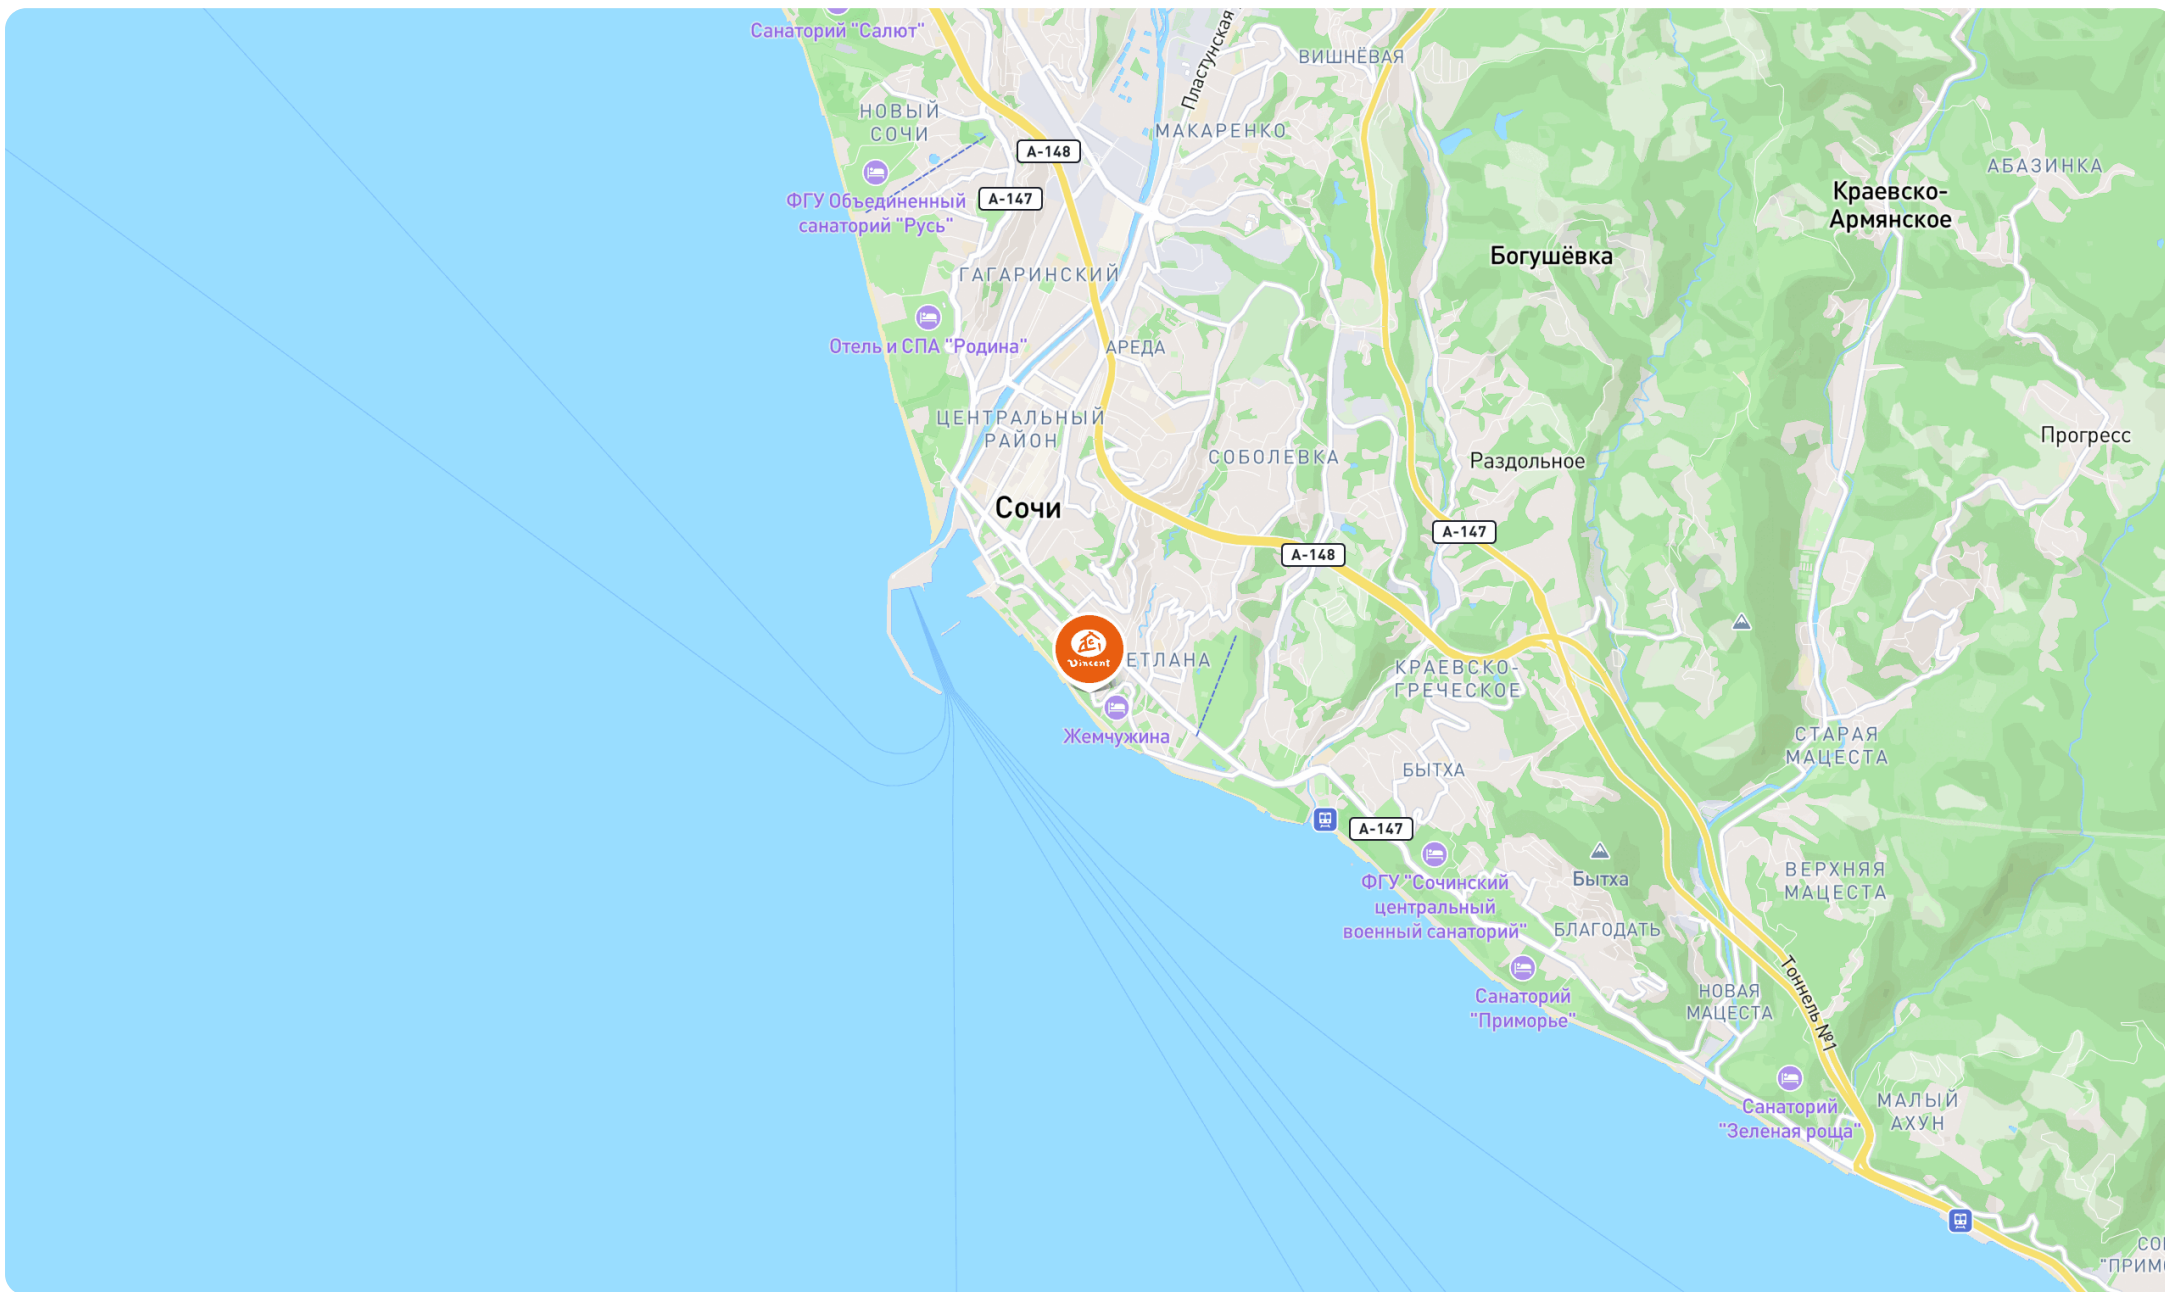 Санаторий "Салют"
Пластунская
ВИШНЁВАЯ
НОВЫЙ
СОЧИ
МАКАРЕНКО
А-148
АБАЗИНКА
ФГУ Объединенный
санаторий "Русь"
А-147
Краевско-
Армянское
Богушёвка
ГАГАРИНСКИЙ
Отель и СПА "Родина"
АРЕДА
ЦЕНТРАЛЬНЫЙ
РАЙОН
СОБОЛЕВКА
Раздольное
Прогресс
Сочи
А-148
А-147
Vincent
ЕТЛАНА
КРАЕВСКО-
ГРЕЧЕСКОЕ
Жемчужина
СТАРАЯ
МАЦЕСТА
БЫТХА
А-147
ФГУ "Сочинский
центральный
военный санаторий"
Бытха
ВЕРХНЯЯ
МАЦЕСТА
БЛАГОДАТЬ
Санаторий
"Приморье"
НОВАЯ
МАЦЕСТА
Тоннель №1
Санаторий
"Зеленая роща"
МАЛЫЙ
АХУН
СО
"ПРИМО